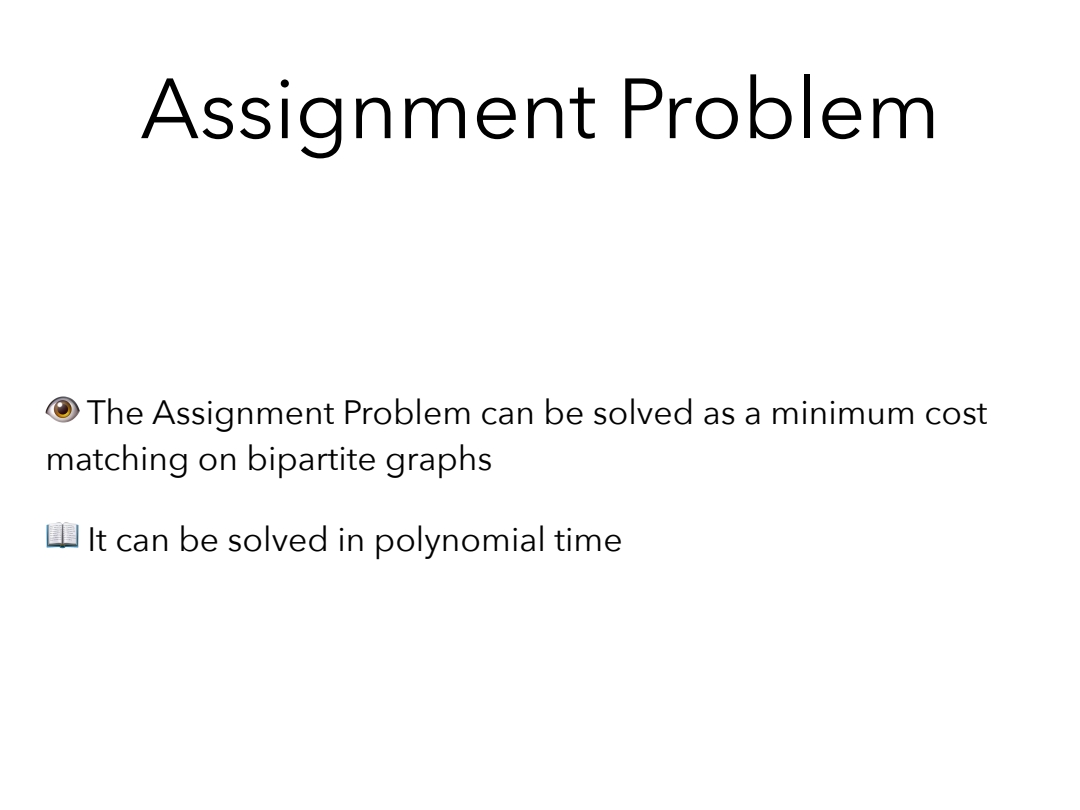 Assignment Problem
👁 The Assignment Problem can be solved as a minimum cost
matching on bipartite graphs
📖 It can be solved in polynomial time